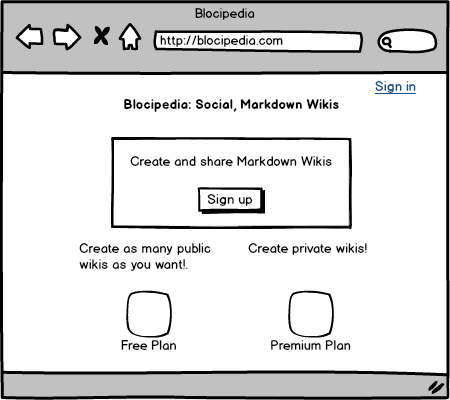 Blocipedia
http://blocipedia.com
Sign in
Blocipedia: Social, Markdown Wikis
Create and share Markdown Wikis
Sign up
Create as many public
wikis as you want!.
Create private wikis!
Free Plan
Premium Plan